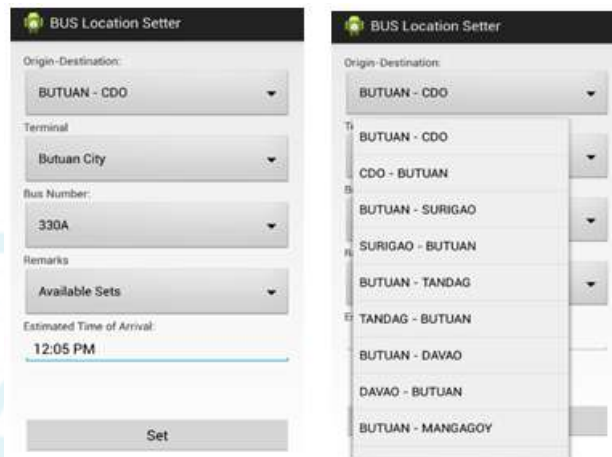 BUS Location Setter
Origin-Destination:
BUTUAN - CDO
Terminal
Butuan City
Bus Number:
330A
Remarks
Available Sets
Estimated Time of Arrival:
12:05 PM
Set
BUS Location Setter
Origin-Destination:
BUTUAN - CDO
BUTUAN - CDO
CDO - BUTUAN
BUTUAN - SURIGAO
SURIGAO - BUTUAN
BUTUAN - TANDAG
TANDAG - BUTUAN
BUTUAN - DAVAO
DAVAO - BUTUAN
BUTUAN - MANGAGOY